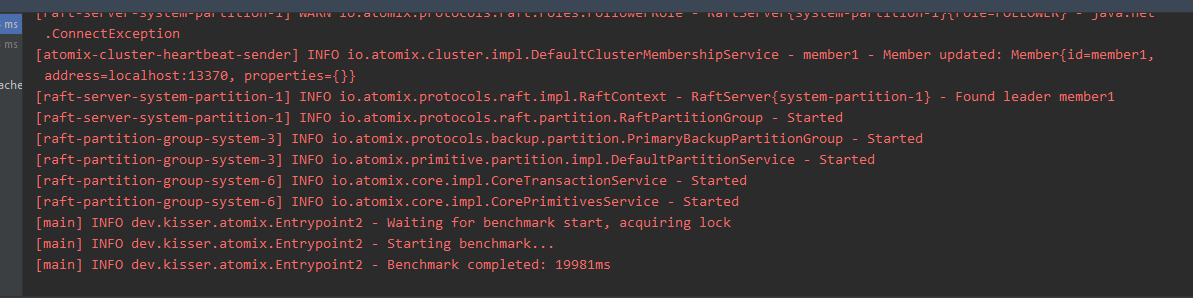 ms
ms
ache
[raft-server-system-partition-1] WARN io.atomix.protocols.raft.roles.FollowerRole - RaftServer{system-partition-1}{role=FOLLOWER} - java.net
.ConnectException
[atomix-cluster-heartbeat-sender] INFO io.atomix.cluster.impl.DefaultClusterMembershipService - member1 - Member updated: Member{id=member1,
address=localhost:13370, properties={}}
[raft-server-system-partition-1] INFO io.atomix.protocols.raft.impl.RaftContext - RaftServer{system-partition-1} - Found leader member1
[raft-server-system-partition-1] INFO io.atomix.protocols.raft.partition.RaftPartitionGroup - Started
[raft-partition-group-system-3] INFO io.atomix.protocols.backup.partition.PrimaryBackupPartitionGroup - Started
[raft-partition-group-system-3] INFO io.atomix.primitive.partition.impl.DefaultPartitionService - Started
[raft-partition-group-system-6] INFO io.atomix.core.impl.CoreTransactionService - Started
[raft-partition-group-system-6] INFO io.atomix.core.impl.CorePrimitivesService - Started
[main] INFO dev.kisser.atomix.Entrypoint2 - Waiting for benchmark start, acquiring lock
[main] INFO dev.kisser.atomix.Entrypoint2 - Starting benchmark...
[main] INFO dev.kisser.atomix.Entrypoint2 - Benchmark completed: 19981ms